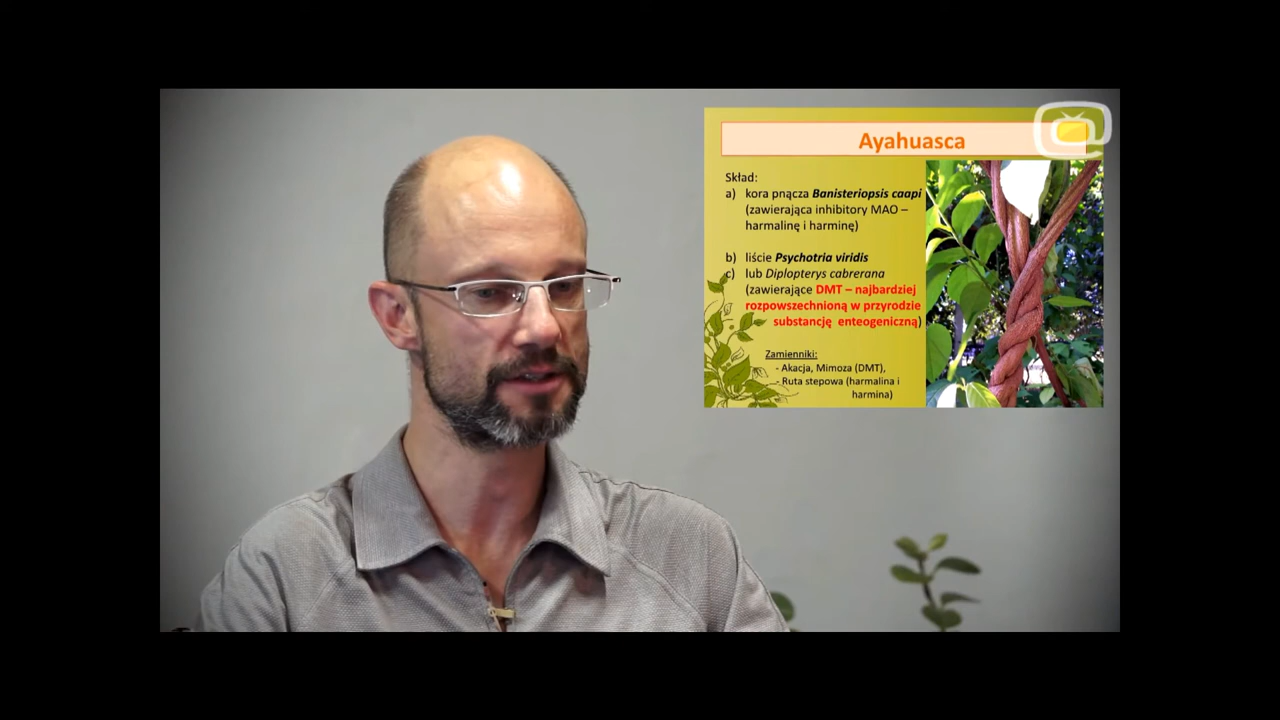 Ayahuasca
Skład:
a) kora pnącza Banisteriopsis caapi
(zawierająca inhibitory MAO –
harmalinę i harminę)
b) liście Psychotria viridis
c) lub Diplopterys cabrerana
(zawierające DMT – najbardziej
rozpowszechnioną w przyrodzie
substancję enteogeniczną)
Zamienniki:
- Akacja, Mimoza (DMT),
- Ruta stepowa (harmalina i
harmina)